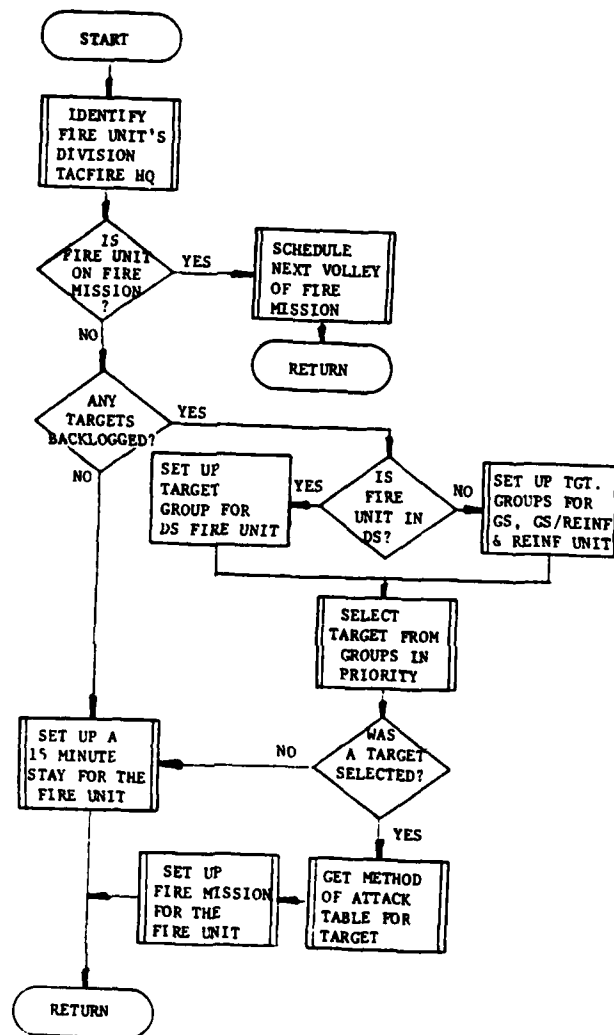 START
IDENTIFY
FIRE UNIT'S
DIVISION
TACFIRE HQ
IS
FIRE UNIT
ON FIRE
MISSION
?
YES
SCHEDULE
NEXT VOLLEY
OF FIRE
MISSION
RETURN
NO
ANY
TARGETS
BACKLOGGED?
YES
NO
IS
FIRE
UNIT IN
DS?
YES
SET UP
TARGET
GROUP FOR
DS FIRE UNIT
NO
SET UP TGT.
GROUPS FOR
GS, GS/REINF
& REINF UNIT
SELECT
TARGET FROM
GROUPS IN
PRIORITY
WAS
A TARGET
SELECTED?
NO
SET UP A
15 MINUTE
STAY FOR THE
FIRE UNIT
YES
GET METHOD
OF ATTACK
TABLE FOR
TARGET
SET UP
FIRE MISSION
FOR THE
FIRE UNIT
RETURN